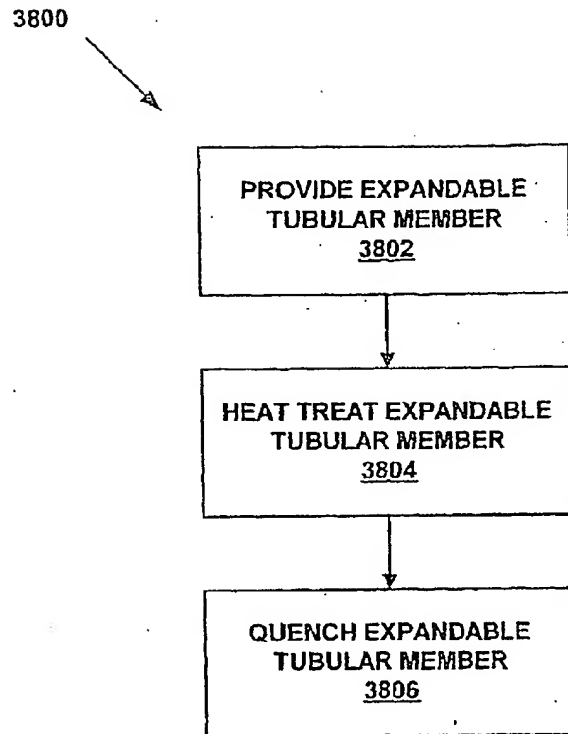 3800
PROVIDE EXPANDABLE
TUBULAR MEMBER
3802
HEAT TREAT EXPANDABLE
TUBULAR MEMBER
3804
QUENCH EXPANDABLE
TUBULAR MEMBER
3806